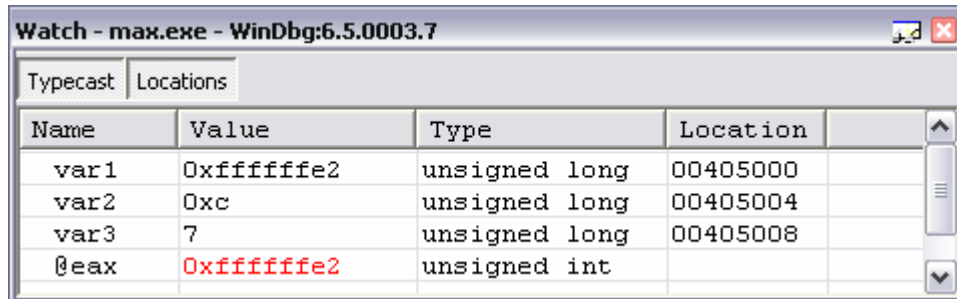 Watch - max.exe - WinDbg:6.5.0003.7
Typecast Locations
Name Value Type Location
var1 0xffffffe2 unsigned long 00405000
var2 0xc unsigned long 00405004
var3 7 unsigned long 00405008
@eax 0xffffffe2 unsigned int